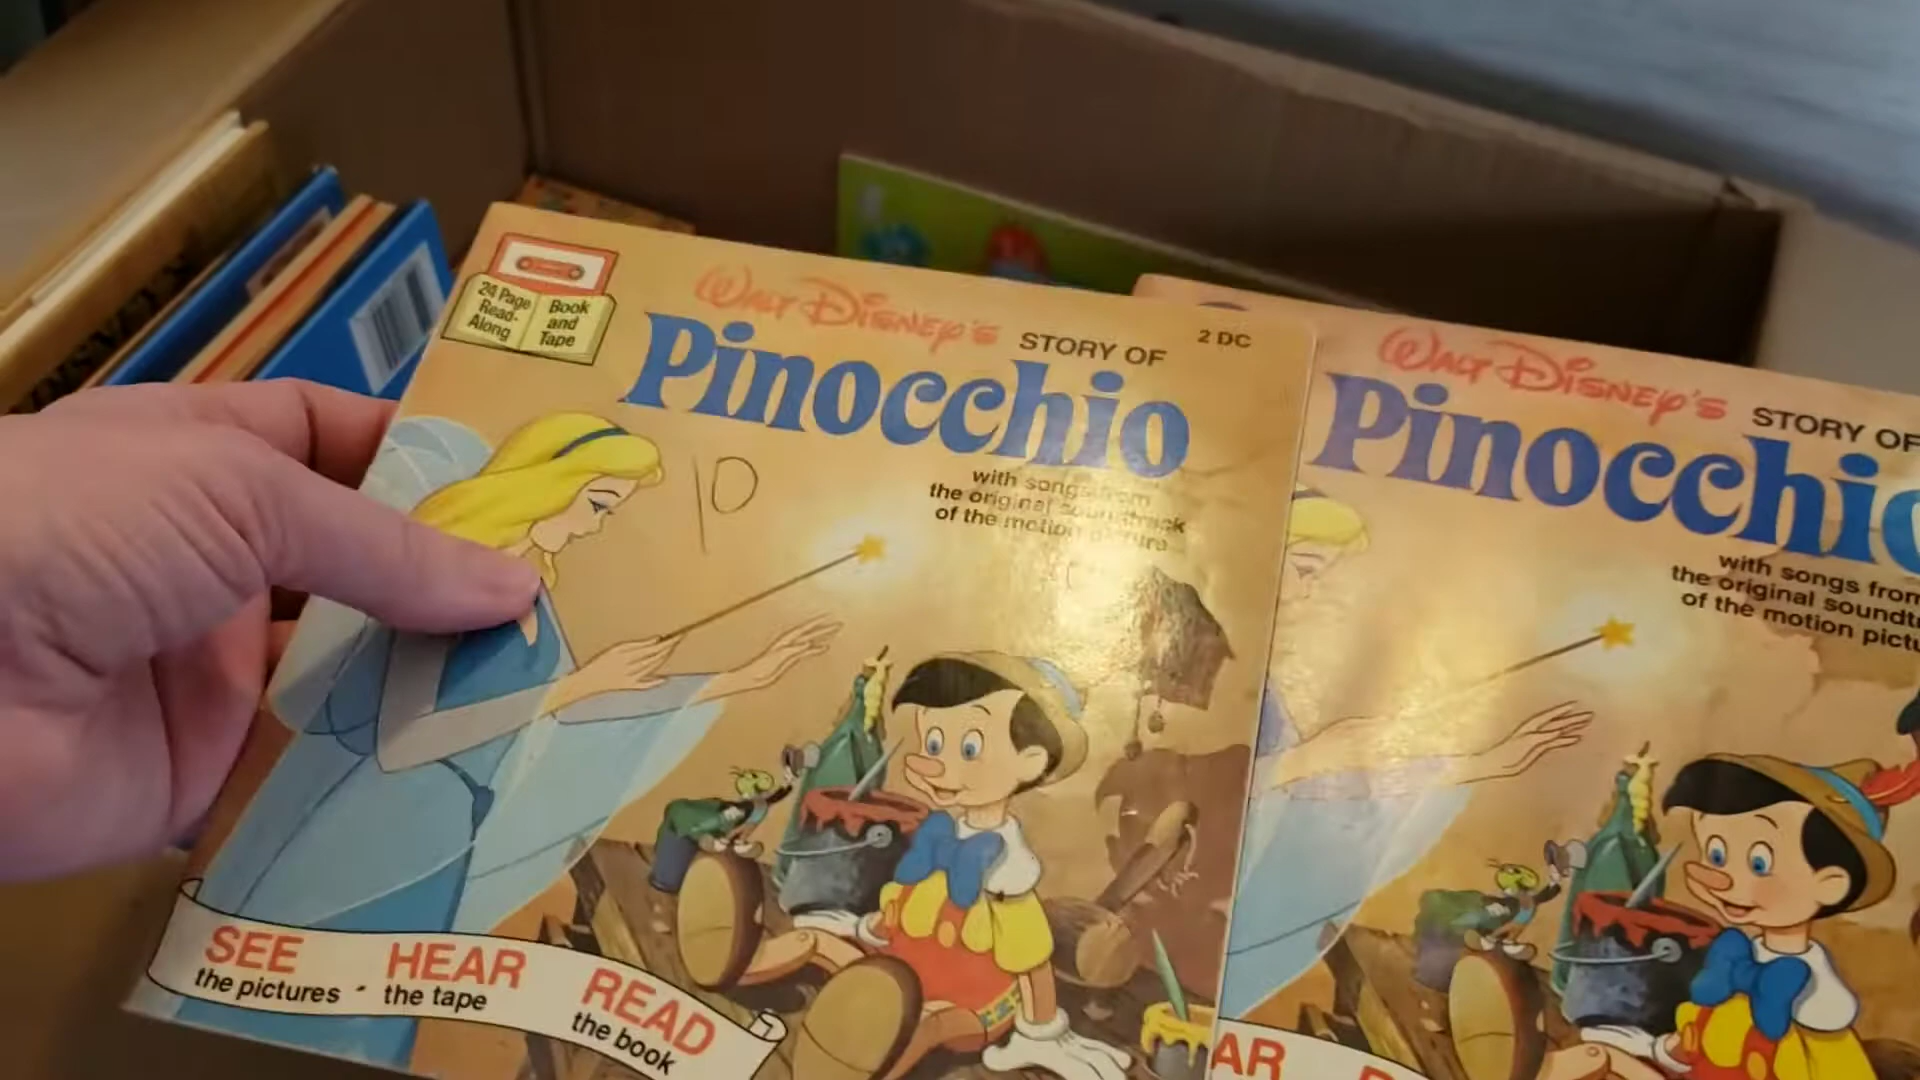 24 Page
Read-
Along
Book
and
Tape
WALT DISNEY'S
STORY OF
2 DC
Pinocchio
10
with songs from
the original soundtrack
of the motion picture
SEE
the pictures
HEAR
the tape
READ
the book
WALT DISNEY'S
STORY OF
Pinocchio
with songs from
the original soundt
of the motion pictu
AR